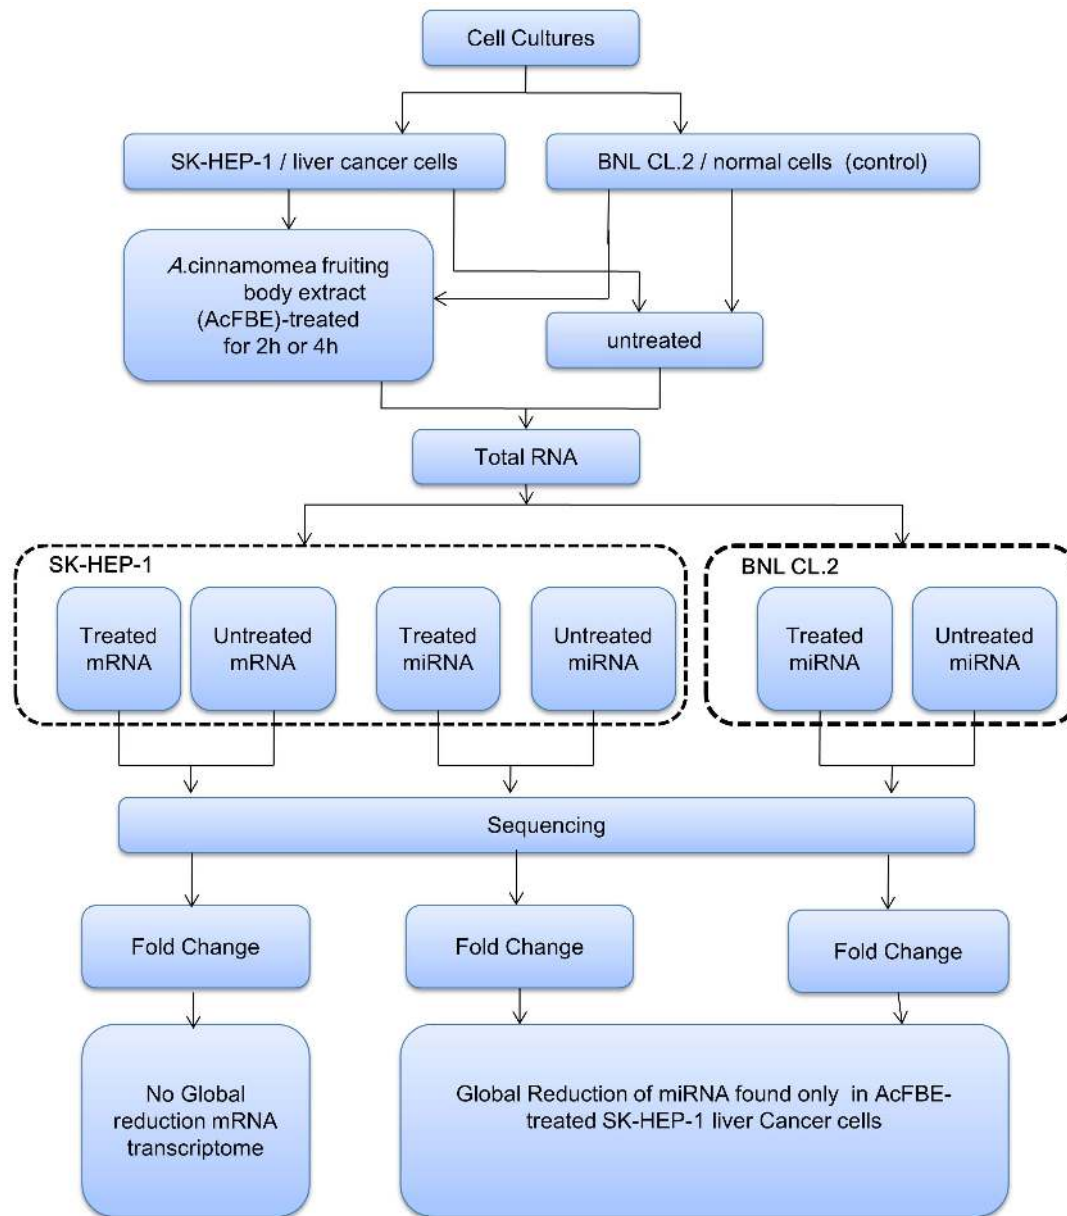 Cell Cultures
SK-HEP-1 / liver cancer cells
BNL CL.2 / normal cells (control)
A.cinnamomea fruiting
body extract
(AcFBE)-treated
for 2h or 4h
untreated
Total RNA
SK-HEP-1
Treated
mRNA
Untreated
mRNA
Treated
miRNA
Untreated
miRNA
BNL CL.2
Treated
miRNA
Untreated
miRNA
Sequencing
Fold Change
Fold Change
Fold Change
No Global
reduction mRNA
transcriptome
Global Reduction of miRNA found only in AcFBE-
treated SK-HEP-1 liver Cancer cells